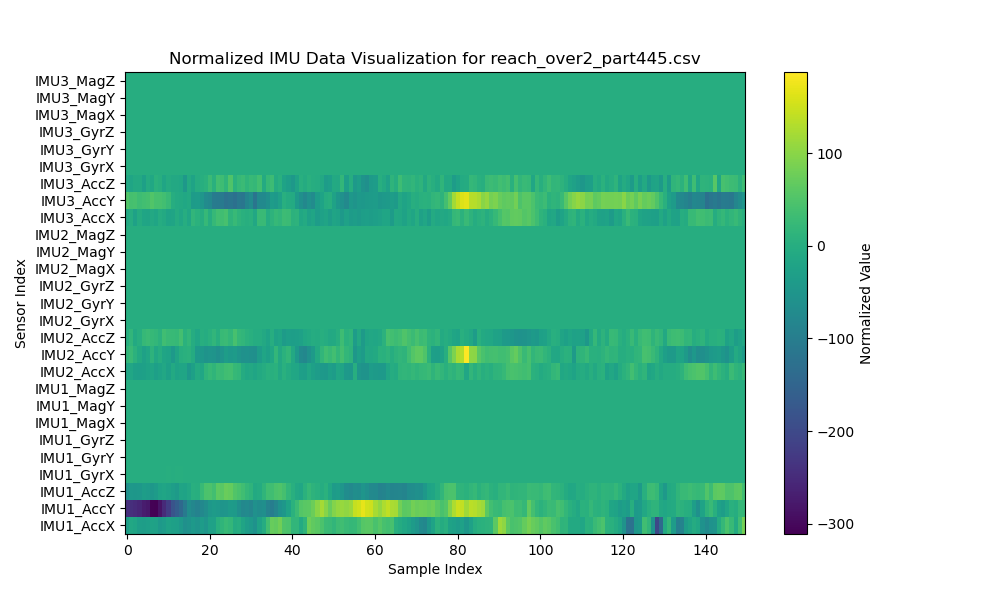 Normalized IMU Data Visualization for reach_over2_part445.csv
IMU3_MagZ
IMU3_MagY
IMU3_MagX
IMU3_GyrZ
IMU3_GyrY
IMU3_GyrX
IMU3_AccZ
IMU3_AccY
IMU3_AccX
IMU2_MagZ
IMU2_MagY
IMU2_MagX
IMU2_GyrZ
IMU2_GyrY
IMU2_GyrX
IMU2_AccZ
IMU2_AccY
IMU2_AccX
IMU1_MagZ
IMU1_MagY
IMU1_MagX
IMU1_GyrZ
IMU1_GyrY
IMU1_GyrX
IMU1_AccZ
IMU1_AccY
IMU1_AccX
Sensor Index
0 20 40 60 80 100 120 140
Sample Index
100
0
−100
−200
−300
Normalized Value